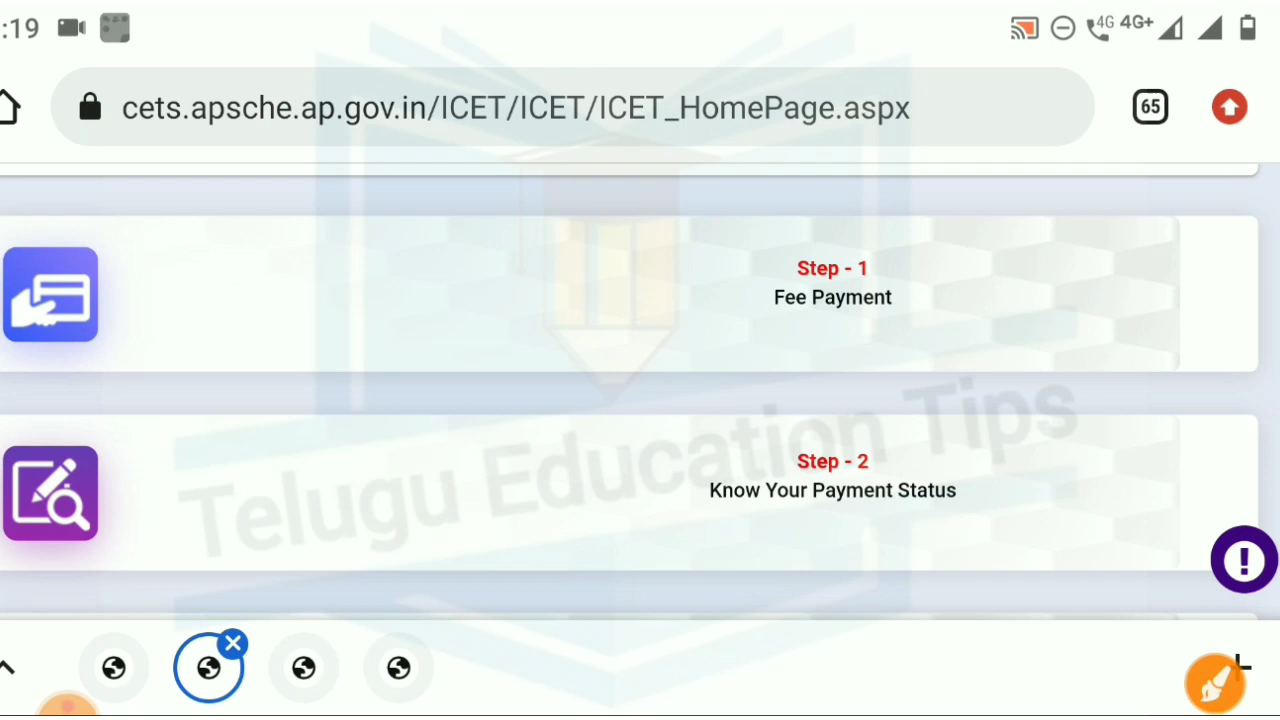 :19
4G 4G+
cets.apsche.ap.gov.in/ICET/ICET/ICET_HomePage.aspx
65
Step - 1
Fee Payment
Step - 2
Know Your Payment Status
Telugu Education Tips